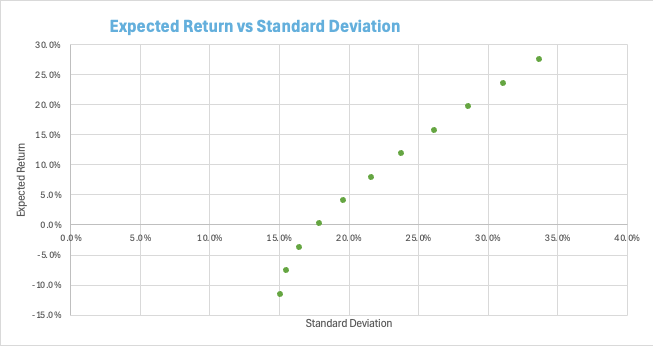 Expected Return vs Standard Deviation
30.0%
25.0%
20.0%
15.0%
10.0%
5.0%
0.0%
-5.0%
-10.0%
-15.0%
0.0% 5.0% 10.0% 15.0% 20.0% 25.0% 30.0% 35.0% 40.0%
Expected Return
Standard Deviation